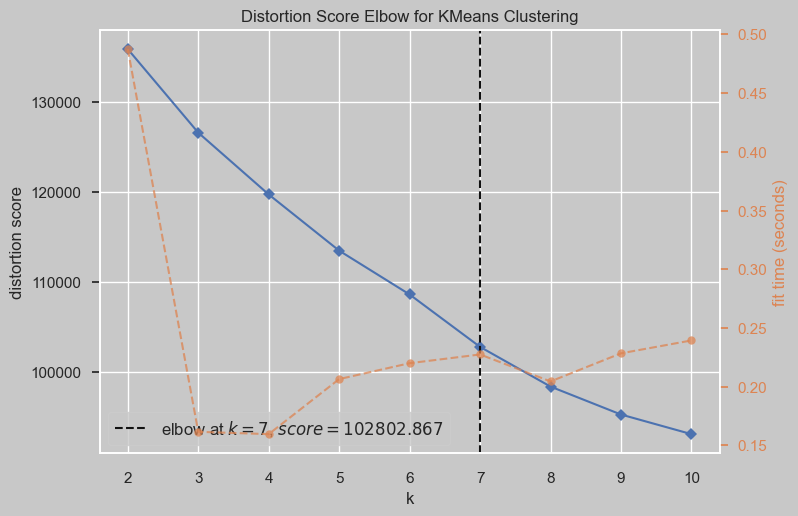 Distortion Score Elbow for KMeans Clustering
distortion score
130000
120000
110000
100000
0.50
0.45
0.40
0.35
0.30
0.25
0.20
0.15
fit time (seconds)
elbow at k = 7, score = 102802.867
2 3 4 5 6 7 8 9 10
k